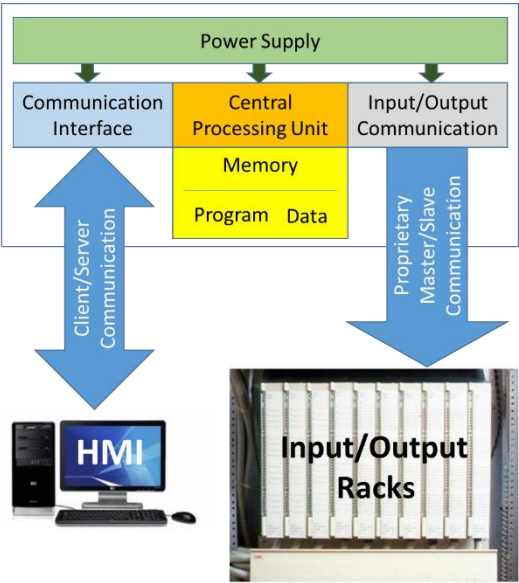 Power Supply
Communication
Interface
Central
Processing Unit
Input/Output
Communication
Memory
Program Data
Client/Server
Communication
Proprietary
Master/Slave
Communication
HMI
Input/Output
Racks